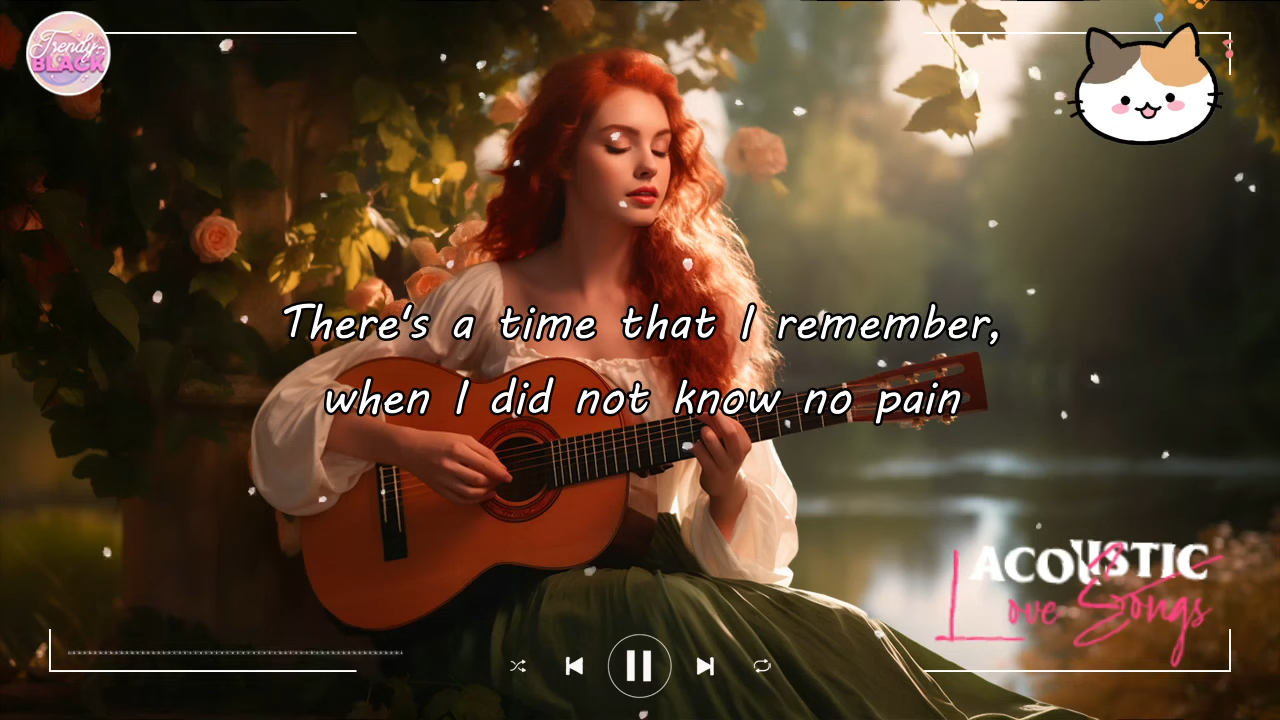 Trendy
BLACK
There's a time that I remember,
when I did not know no pain
ACOUSTIC
Love Songs